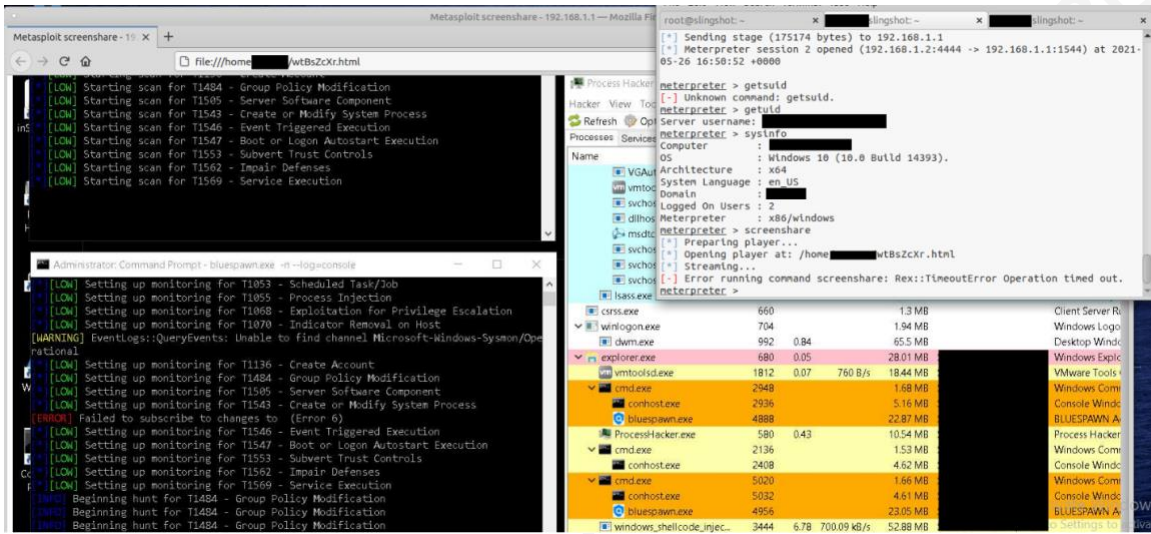 Metasploit screenshare - 192.168.1.1 — Mozilla Fir
Metasploit screenshare - 19
file:///home /wtBsZcXr.html
[LOW] Starting scan for T1484 - Group Policy Modification
[LOW] Starting scan for T1505 - Server Software Component
[LOW] Starting scan for T1543 - Create or Modify System Process
[LOW] Starting scan for T1546 - Event Triggered Execution
[LOW] Starting scan for T1547 - Boot or Logon Autostart Execution
[LOW] Starting scan for T1553 - Subvert Trust Controls
[LOW] Starting scan for T1562 - Impair Defenses
[LOW] Starting scan for T1569 - Service Execution
Administrator: Command Prompt - bluespawn.exe -n --log=console
[LOW] Setting up monitoring for T1053 - Scheduled Task/Job
[LOW] Setting up monitoring for T1055 - Process Injection
[LOW] Setting up monitoring for T1068 - Exploitation for Privilege Escalation
[LOW] Setting up monitoring for T1070 - Indicator Removal on Host
[WARNING] EventLogs::QueryEvents: Unable to find channel Microsoft-Windows-Sysmon/Ope
rational
[LOW] Setting up monitoring for T1136 - Create Account
[LOW] Setting up monitoring for T1484 - Group Policy Modification
[LOW] Setting up monitoring for T1505 - Server Software Component
[LOW] Setting up monitoring for T1543 - Create or Modify System Process
[ERROR] Failed to subscribe to changes to (Error 6)
[LOW] Setting up monitoring for T1546 - Event Triggered Execution
[LOW] Setting up monitoring for T1547 - Boot or Logon Autostart Execution
[LOW] Setting up monitoring for T1553 - Subvert Trust Controls
[LOW] Setting up monitoring for T1562 - Impair Defenses
[LOW] Setting up monitoring for T1569 - Service Execution
[INFO] Beginning hunt for T1484 - Group Policy Modification
[INFO] Beginning hunt for T1484 - Group Policy Modification
[INFO] Beginning hunt for T1484 - Group Policy Modification
Process Hacker
Hacker View Too
Refresh Opt
Processes Services
Name
VGAut
vmtoo
svchos
dllhos
msdtc
svchos
svchos
svchos
lsass.exe
csrss.exe 660 1.3 MB Client Server Ru
winlogon.exe 704 1.94 MB Windows Logo
dwm.exe 992 0.84 65.5 MB Desktop Windo
explorer.exe 680 0.05 28.01 MB Windows Explo
vmtoolsd.exe 1812 0.07 760 B/s 18.44 MB VMware Tools
cmd.exe 2948 1.68 MB Windows Comm
conhost.exe 2936 5.16 MB Console Windo
bluespawn.exe 4888 22.87 MB BLUESPAWN A
ProcessHacker.exe 580 0.43 10.54 MB Process Hacker
cmd.exe 2136 1.53 MB Windows Comm
conhost.exe 2408 4.62 MB Console Windo
cmd.exe 5020 1.66 MB Windows Comm
conhost.exe 5032 4.61 MB Console Windo
bluespawn.exe 4956 23.05 MB BLUESPAWN A
windows_shellcode_injec... 3444 6.78 700.09 kB/s 52.88 MB
root@slingshot: ~
slingshot: ~
slingshot: ~
[*] Sending stage (175174 bytes) to 192.168.1.1
[*] Meterpreter session 2 opened (192.168.1.2:4444 -> 192.168.1.1:1544) at 2021-
05-26 16:50:52 +0000
meterpreter > getsuid
[-] Unknown command: getsuid.
meterpreter > getuid
Server username:
meterpreter > sysinfo
Computer :
OS : Windows 10 (10.0 Build 14393).
Architecture : x64
System Language : en_US
Domain :
Logged On Users : 2
Meterpreter : x86/windows
meterpreter > screenshare
[*] Preparing player...
[*] Opening player at: /home wtBsZcXr.html
[*] Streaming...
[-] Error running command screenshare: Rex::TimeoutError Operation timed out.
meterpreter >